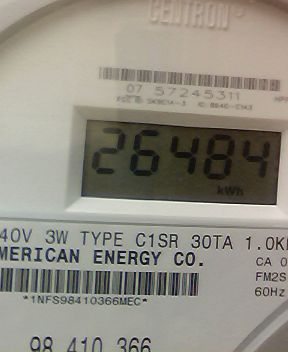 CENTRON
07 57245311
26484
kWh
40V 3W TYPE C1SR 30TA 1.0K
MERICAN ENERGY CO.
CA 0
FM2S
*1NFS98410366MEC*
60Hz
98 410 366